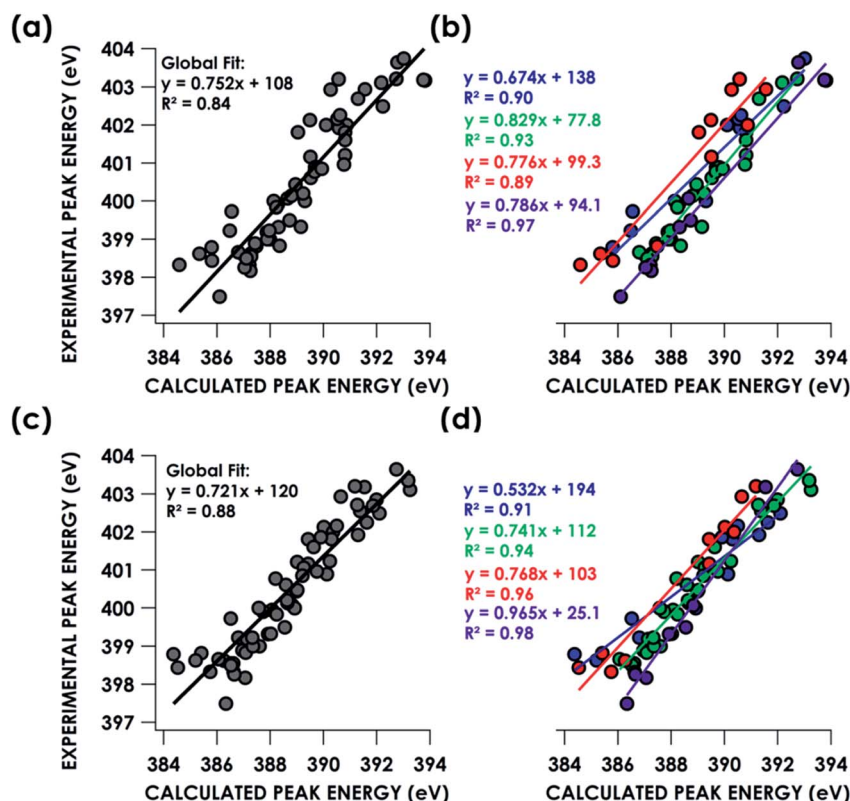 (a)
(b)
404
403
402
401
400
399
398
397
EXPERIMENTAL PEAK ENERGY (eV)
Global Fit:
y = 0.752x + 108
R² = 0.84
y = 0.674x + 138
R² = 0.90
y = 0.829x + 77.8
R² = 0.93
y = 0.776x + 99.3
R² = 0.89
y = 0.786x + 94.1
R² = 0.97
384 386 388 390 392 394
CALCULATED PEAK ENERGY (eV)
384 386 388 390 392 394
CALCULATED PEAK ENERGY (eV)
(c)
(d)
404
403
402
401
400
399
398
397
EXPERIMENTAL PEAK ENERGY (eV)
Global Fit:
y = 0.721x + 120
R² = 0.88
y = 0.532x + 194
R² = 0.91
y = 0.741x + 112
R² = 0.94
y = 0.768x + 103
R² = 0.96
y = 0.965x + 25.1
R² = 0.98
384 386 388 390 392 394
CALCULATED PEAK ENERGY (eV)
384 386 388 390 392 394
CALCULATED PEAK ENERGY (eV)